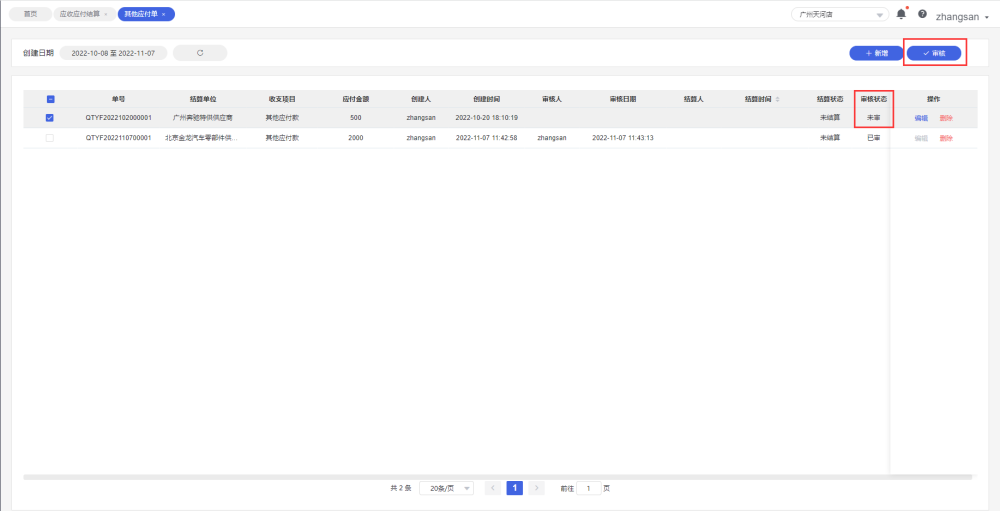 首页 应收应付结算 × 其他应付单 × 广州天河店 zhangsan
创建日期 2022-10-08 至 2022-11-07 + 新增 审核
单号 结算单位 收支项目 应付金额 创建人 创建时间 审核人 审核日期 结算人 结算时间 结算状态 审核状态 操作
QTYF2022102000001 广州奔驰特供供应商 其他应付款 500 zhangsan 2022-10-20 18:10:19 未结算 未审 编辑 删除
QTYF2022110700001 北京金龙汽车零部件供... 其他应付款 2000 zhangsan 2022-11-07 11:42:58 zhangsan 2022-11-07 11:43:13 未结算 已审 编辑 删除
共 2 条 20条/页 < 1 > 前往 1 页